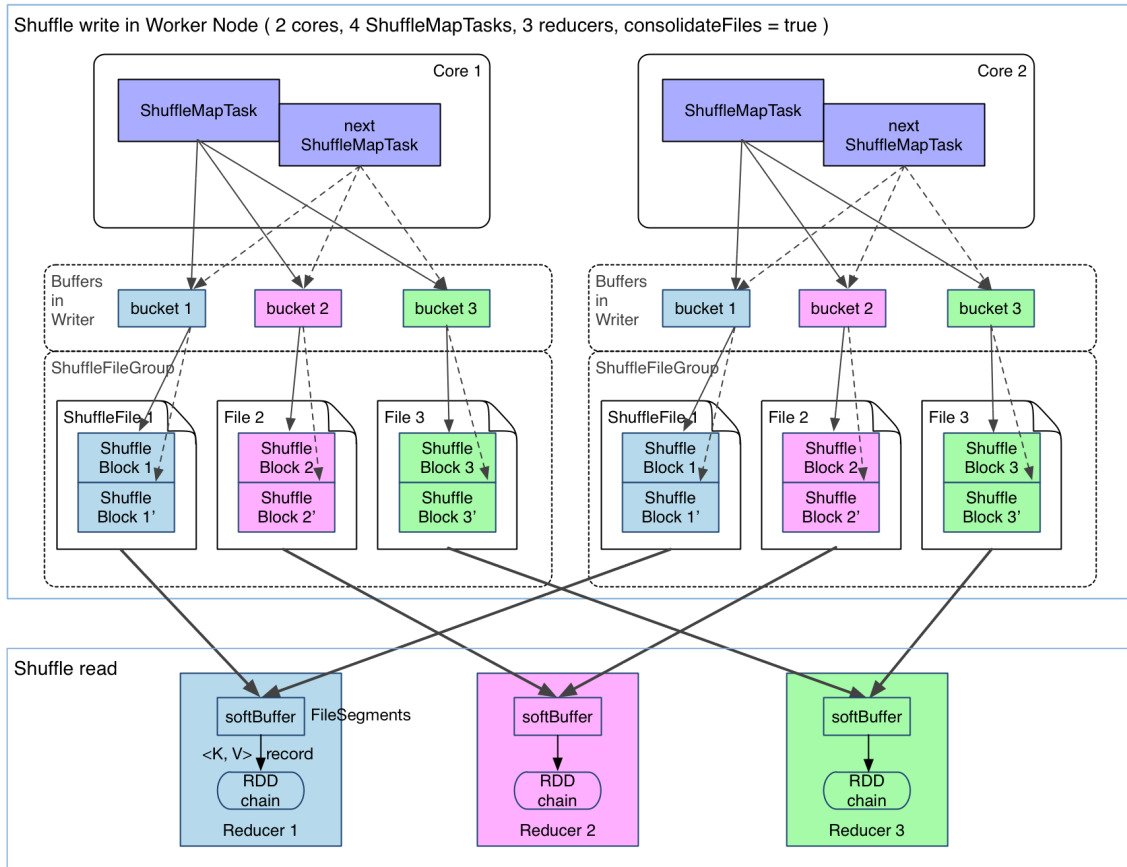 Shuffle write in Worker Node ( 2 cores, 4 ShuffleMapTasks, 3 reducers, consolidateFiles = true )
Core 1
ShuffleMapTask
next
ShuffleMapTask
Core 2
ShuffleMapTask
next
ShuffleMapTask
Buffers
in
Writer
bucket 1
bucket 2
bucket 3
Buffers
in
Writer
bucket 1
bucket 2
bucket 3
ShuffleFileGroup
ShuffleFile 1
Shuffle
Block 1
Shuffle
Block 1’
File 2
Shuffle
Block 2
Shuffle
Block 2’
File 3
Shuffle
Block 3
Shuffle
Block 3’
ShuffleFileGroup
ShuffleFile 1
Shuffle
Block 1
Shuffle
Block 1’
File 2
Shuffle
Block 2
Shuffle
Block 2’
File 3
Shuffle
Block 3
Shuffle
Block 3’
Shuffle read
softBuffer
FileSegments
<K, V> record
RDD
chain
Reducer 1
softBuffer
RDD
chain
Reducer 2
softBuffer
RDD
chain
Reducer 3